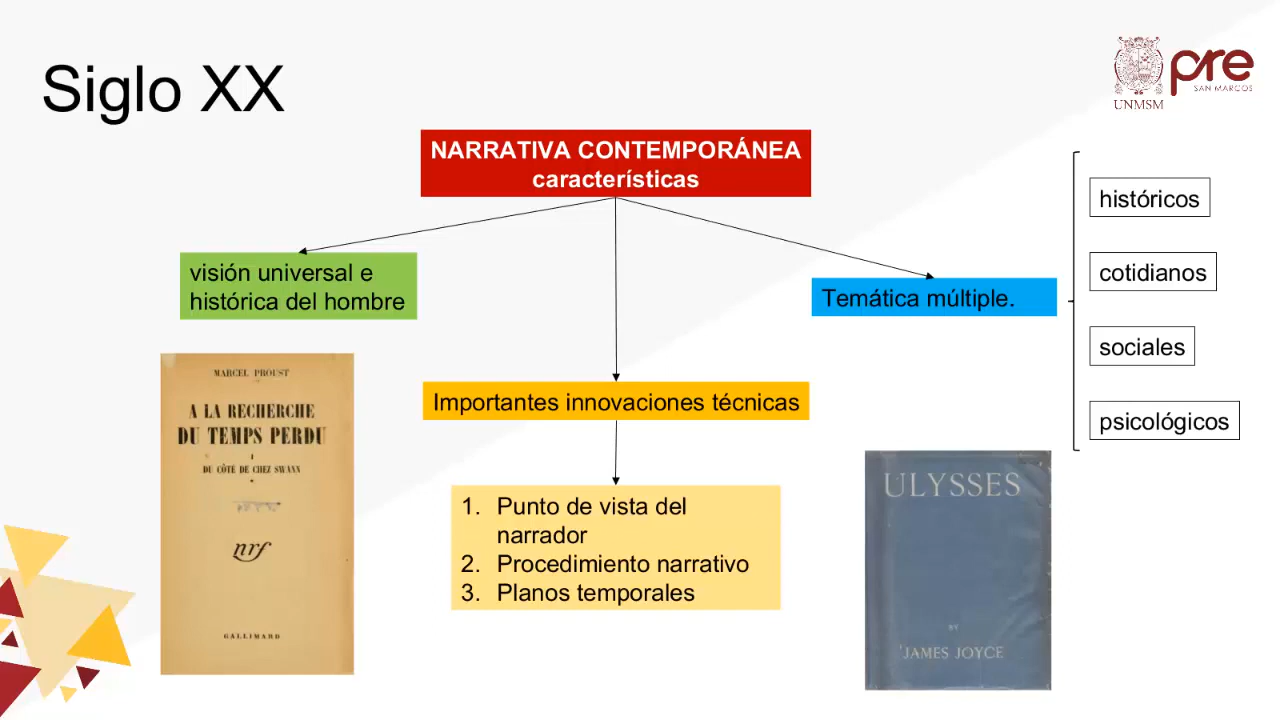 Siglo XX
UNMSM
pre
SAN MARCOS
NARRATIVA CONTEMPORÁNEA
características
visión universal e
histórica del hombre
Importantes innovaciones técnicas
1. Punto de vista del
narrador
2. Procedimiento narrativo
3. Planos temporales
Temática múltiple.
históricos
cotidianos
sociales
psicológicos
MARCEL PROUST
A LA RECHERCHE
DU TEMPS PERDU
I
DU CÔTÉ DE CHEZ SWANN
nrf
GALLIMARD
ULYSSES
BY
JAMES JOYCE